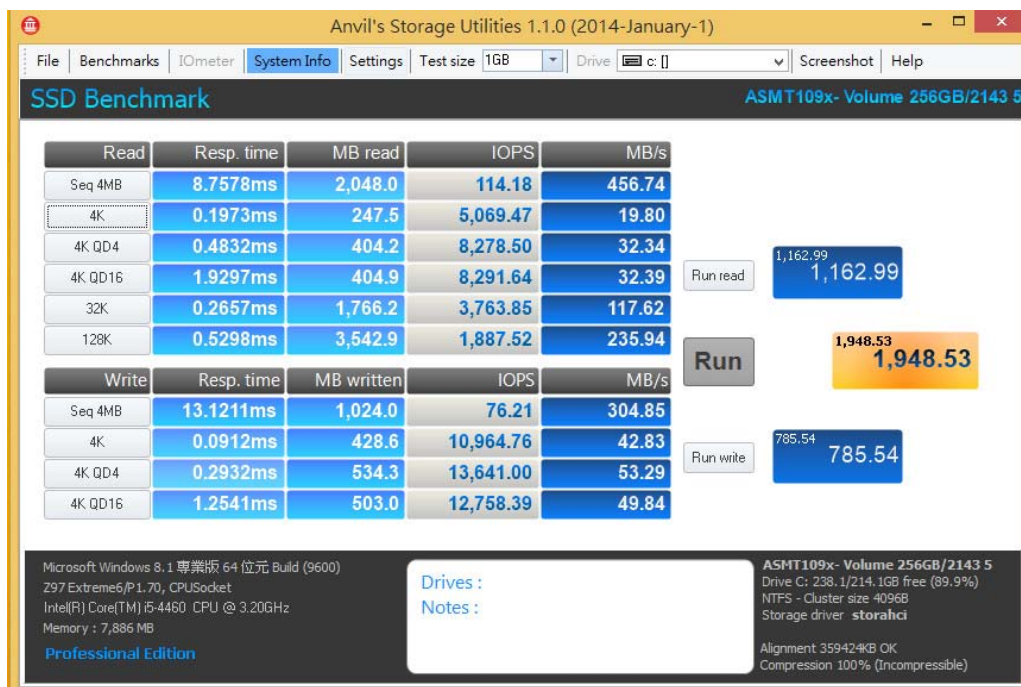 Anvil's Storage Utilities 1.1.0 (2014-January-1)
File Benchmarks IOmeter System Info Settings Test size 1GB Drive c: [] Screenshot Help
SSD Benchmark ASMT109x- Volume 256GB/2143 5
Read Resp. time MB read IOPS MB/s
Seq 4MB 8.7578ms 2,048.0 114.18 456.74
4K 0.1973ms 247.5 5,069.47 19.80
4K QD4 0.4832ms 404.2 8,278.50 32.34
4K QD16 1.9297ms 404.9 8,291.64 32.39
32K 0.2657ms 1,766.2 3,763.85 117.62
128K 0.5298ms 3,542.9 1,887.52 235.94
Run read
1,162.99
1,162.99
Run
1,948.53
1,948.53
Write Resp. time MB written IOPS MB/s
Seq 4MB 13.1211ms 1,024.0 76.21 304.85
4K 0.0912ms 428.6 10,964.76 42.83
4K QD4 0.2932ms 534.3 13,641.00 53.29
4K QD16 1.2541ms 503.0 12,758.39 49.84
Run write
785.54
785.54
Microsoft Windows 8.1 專業版 64 位元 Build (9600)
Z97 Extreme6/P1.70, CPUSocket
Intel(R) Core(TM) i5-4460 CPU @ 3.20GHz
Memory : 7,886 MB
Professional Edition
Drives :
Notes :
ASMT109x- Volume 256GB/2143 5
Drive C: 238.1/214.1GB free (89.9%)
NTFS - Cluster size 4096B
Storage driver storahci
Alignment 359424KB OK
Compression 100% (Incompressible)